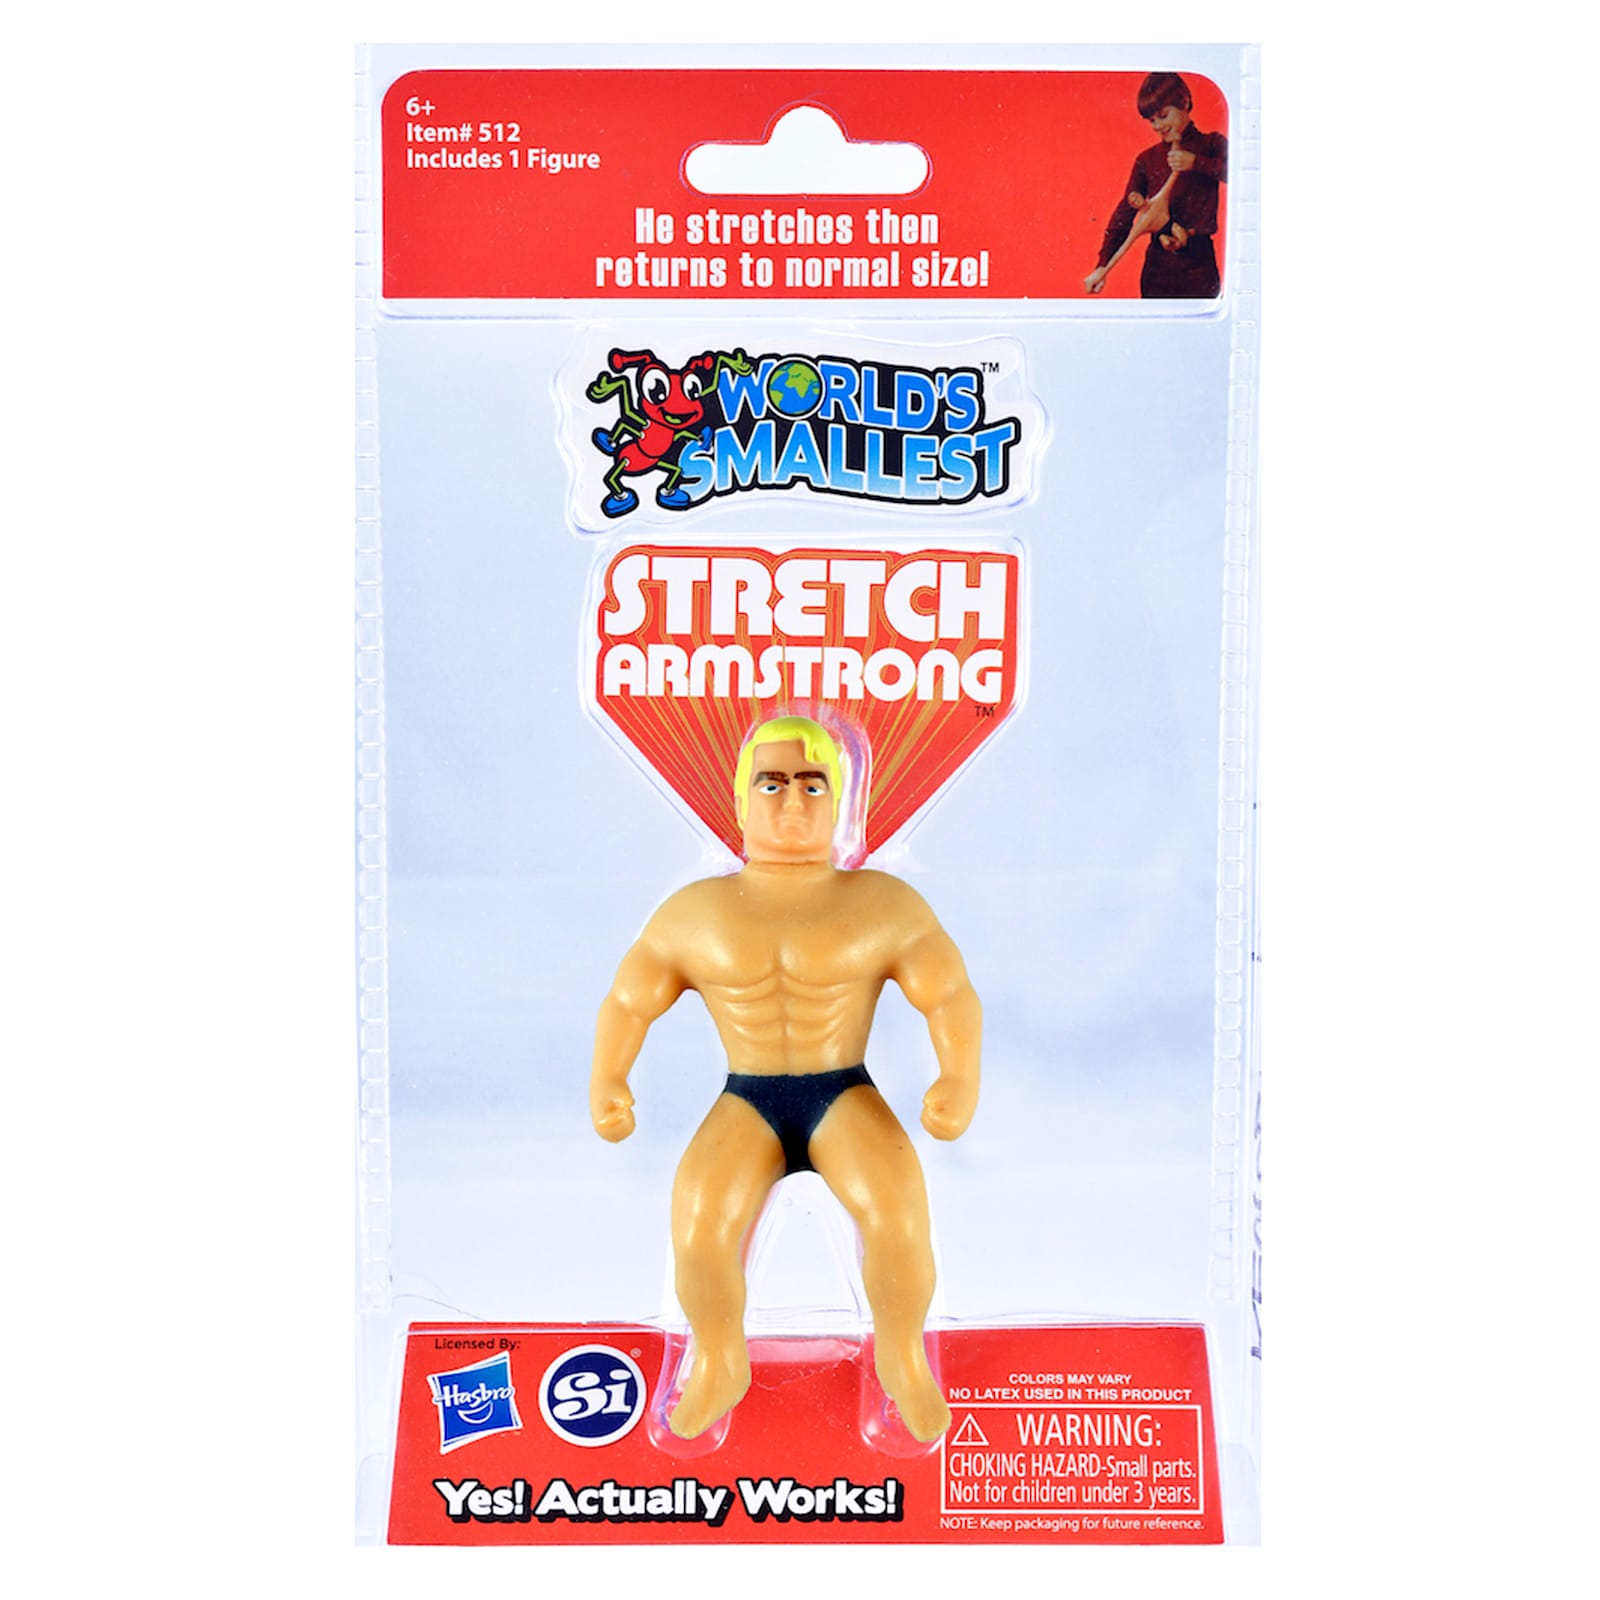 6+
Item# 512
Includes 1 Figure
He stretches then
returns to normal size!
WORLD'S™
SMALLEST
STRETCH
ARMSTRONG
TM
Licensed By:
Hasbro
Si®
Yes! Actually Works!
COLORS MAY VARY
NO LATEX USED IN THIS PRODUCT
⚠ WARNING:
CHOKING HAZARD-Small parts.
Not for children under 3 years.
NOTE: Keep packaging for future reference.